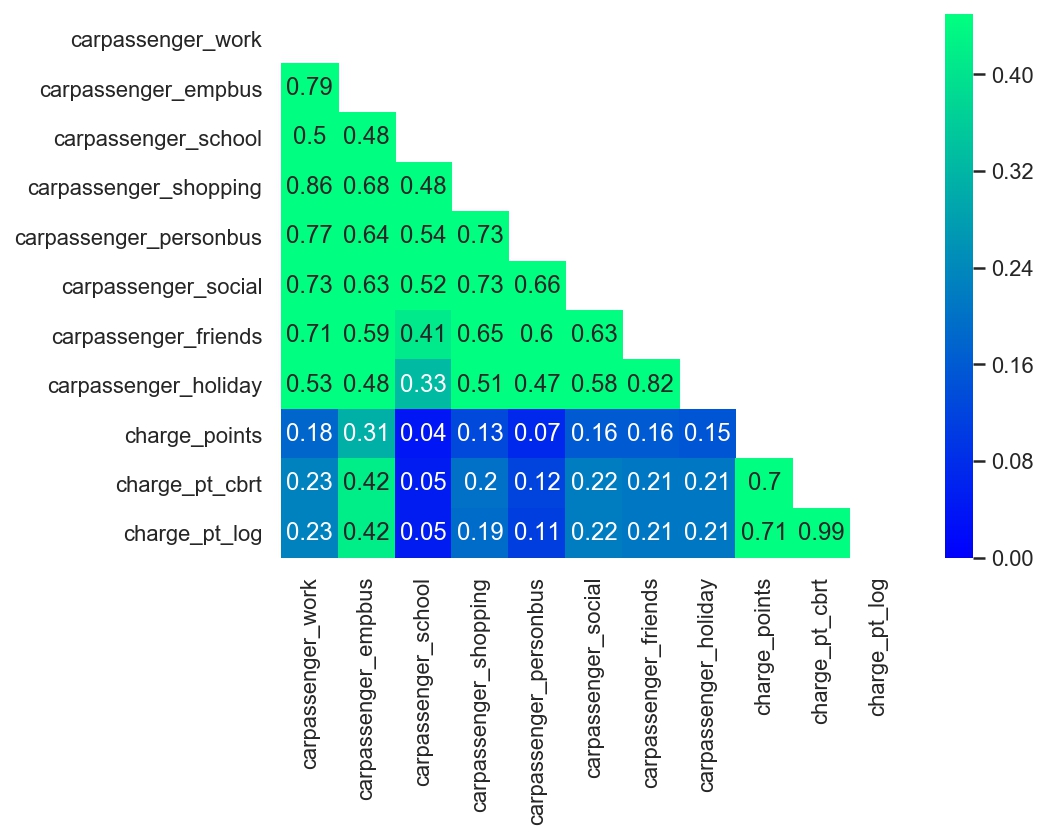 carpassenger_work
carpassenger_empbus 0.79
carpassenger_school 0.5 0.48
carpassenger_shopping 0.86 0.68 0.48
carpassenger_personbus 0.77 0.64 0.54 0.73
carpassenger_social 0.73 0.63 0.52 0.73 0.66
carpassenger_friends 0.71 0.59 0.41 0.65 0.6 0.63
carpassenger_holiday 0.53 0.48 0.33 0.51 0.47 0.58 0.82
charge_points 0.18 0.31 0.04 0.13 0.07 0.16 0.16 0.15
charge_pt_cbrt 0.23 0.42 0.05 0.2 0.12 0.22 0.21 0.21 0.7
charge_pt_log 0.23 0.42 0.05 0.19 0.11 0.22 0.21 0.21 0.71 0.99
carpassenger_work
carpassenger_empbus
carpassenger_school
carpassenger_shopping
carpassenger_personbus
carpassenger_social
carpassenger_friends
carpassenger_holiday
charge_points
charge_pt_cbrt
charge_pt_log
0.40
0.32
0.24
0.16
0.08
0.00